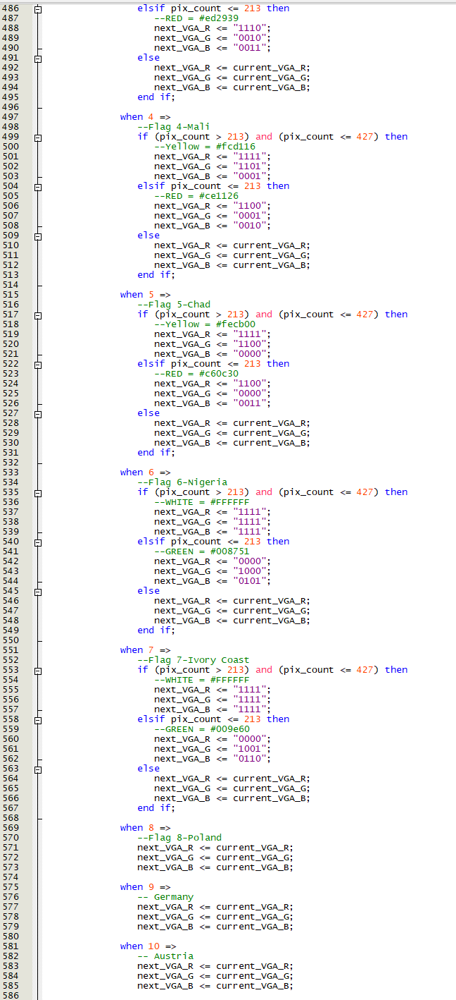 486 elsif pix_count <= 213 then
487 --RED = #ed2939
488 next_VGA_R <= "1110";
489 next_VGA_G <= "0010";
490 next_VGA_B <= "0011";
491 else
492 next_VGA_R <= current_VGA_R;
493 next_VGA_G <= current_VGA_G;
494 next_VGA_B <= current_VGA_B;
495 end if;
496
497 when 4 =>
498 --Flag 4-Mali
499 if (pix_count > 213) and (pix_count <= 427) then
500 --Yellow = #fcd116
501 next_VGA_R <= "1111";
502 next_VGA_G <= "1101";
503 next_VGA_B <= "0001";
504 elsif pix_count <= 213 then
505 --RED = #ce1126
506 next_VGA_R <= "1100";
507 next_VGA_G <= "0001";
508 next_VGA_B <= "0010";
509 else
510 next_VGA_R <= current_VGA_R;
511 next_VGA_G <= current_VGA_G;
512 next_VGA_B <= current_VGA_B;
513 end if;
514
515 when 5 =>
516 --Flag 5-Chad
517 if (pix_count > 213) and (pix_count <= 427) then
518 --Yellow = #fecb00
519 next_VGA_R <= "1111";
520 next_VGA_G <= "1100";
521 next_VGA_B <= "0000";
522 elsif pix_count <= 213 then
523 --RED = #c60c30
524 next_VGA_R <= "1100";
525 next_VGA_G <= "0000";
526 next_VGA_B <= "0011";
527 else
528 next_VGA_R <= current_VGA_R;
529 next_VGA_G <= current_VGA_G;
530 next_VGA_B <= current_VGA_B;
531 end if;
532
533 when 6 =>
534 --Flag 6-Nigeria
535 if (pix_count > 213) and (pix_count <= 427) then
536 --WHITE = #FFFFFF
537 next_VGA_R <= "1111";
538 next_VGA_G <= "1111";
539 next_VGA_B <= "1111";
540 elsif pix_count <= 213 then
541 --GREEN = #008751
542 next_VGA_R <= "0000";
543 next_VGA_G <= "1000";
544 next_VGA_B <= "0101";
545 else
546 next_VGA_R <= current_VGA_R;
547 next_VGA_G <= current_VGA_G;
548 next_VGA_B <= current_VGA_B;
549 end if;
550
551 when 7 =>
552 --Flag 7-Ivory Coast
553 if (pix_count > 213) and (pix_count <= 427) then
554 --WHITE = #FFFFFF
555 next_VGA_R <= "1111";
556 next_VGA_G <= "1111";
557 next_VGA_B <= "1111";
558 elsif pix_count <= 213 then
559 --GREEN = #009e60
560 next_VGA_R <= "0000";
561 next_VGA_G <= "1001";
562 next_VGA_B <= "0110";
563 else
564 next_VGA_R <= current_VGA_R;
565 next_VGA_G <= current_VGA_G;
566 next_VGA_B <= current_VGA_B;
567 end if;
568
569 when 8 =>
570 --Flag 8-Poland
571 next_VGA_R <= current_VGA_R;
572 next_VGA_G <= current_VGA_G;
573 next_VGA_B <= current_VGA_B;
574
575 when 9 =>
576 -- Germany
577 next_VGA_R <= current_VGA_R;
578 next_VGA_G <= current_VGA_G;
579 next_VGA_B <= current_VGA_B;
580
581 when 10 =>
582 -- Austria
583 next_VGA_R <= current_VGA_R;
584 next_VGA_G <= current_VGA_G;
585 next_VGA_B <= current_VGA_B;
586